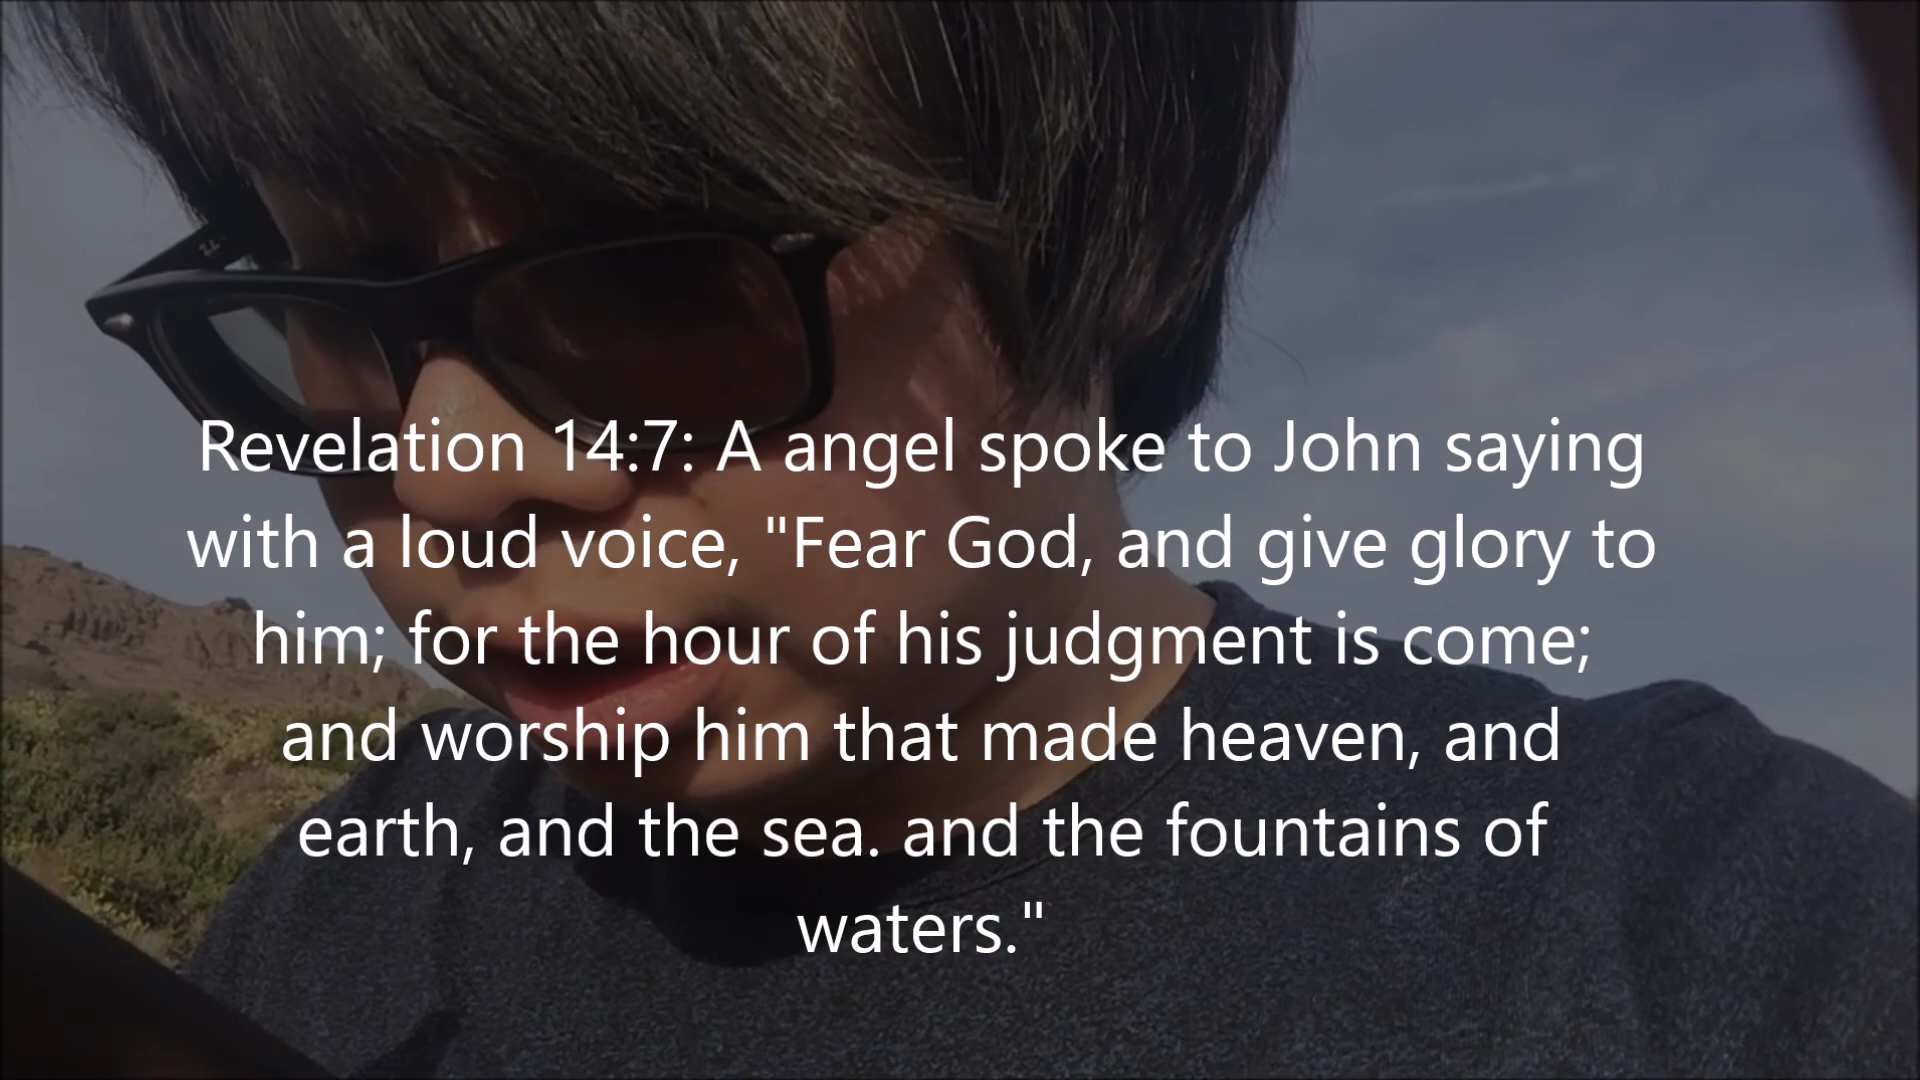 Revelation 14:7: A angel spoke to John saying
with a loud voice, "Fear God, and give glory to
him; for the hour of his judgment is come;
and worship him that made heaven, and
earth, and the sea. and the fountains of
waters."